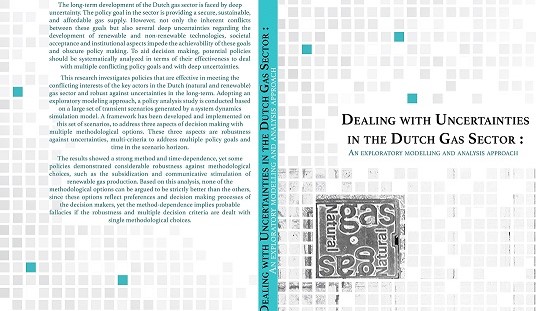 The long-term development of the Dutch gas sector is faced by deep
uncertainty. The policy goal in the sector is providing a secure, sustainable,
and affordable gas supply. However, not only the inherent conflicts
between these goals but also several deep uncertainties regarding the
development of renewable and non-renewable technologies, societal
acceptance and institutional aspects impede the achievability of these goals
and obscure policy making. To aid decision making, potential policies
should be systematically analyzed in terms of their effectiveness to deal
with multiple conflicting policy goals and with deep uncertainties.
This research investigates policies that are effective in meeting the
conflicting interests of the key actors in the Dutch (natural and renewable)
gas sector and robust against uncertainties in the long-term. Adopting an
exploratory modeling approach, a policy analysis study is conducted based
on a large set of transient scenarios generated by a system dynamics
simulation model. A framework has been developed and implemented on
this set of scenarios, to address three aspects of decision making with
multiple methodological options. These three aspects are robustness
against uncertainties, multi-criteria to address multiple policy goals and
time in the scenario horizon.
The results showed a strong method and time-dependence, yet some
policies demonstrated considerable robustness against methodological
choices, such as the subsidization and communicative stimulation of
renewable gas production. Based on this analysis, none of the
methodological options can be argued to be strictly better than the others,
since these options reflect preferences and decision making processes of
the decision makers, yet the method-dependence implies probable
fallacies if the robustness and multiple decision criteria are dealt with
single methodological choices.
Dealing with Uncertainties in the Dutch Gas Sector :
An exploratory modelling and analysis approach
Dealing with Uncertainties
in the Dutch Gas Sector :
An exploratory modelling and analysis approach
gas
Natural
Natural
gas